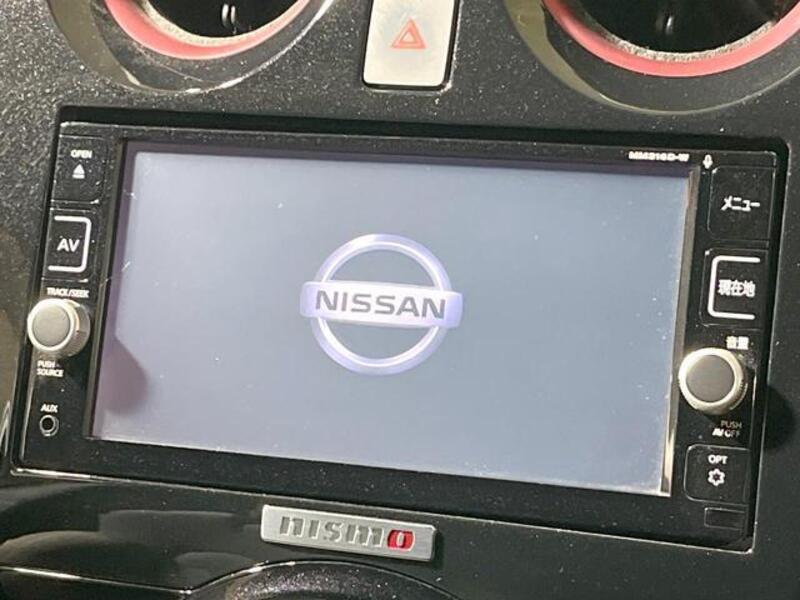 OPEN
MM316D-W
メニュー
AV
現在地
NISSAN
TRACK/SEEK
音量
PUSH
SOURCE
AUX
PUSH
AV OFF
OPT
nismo